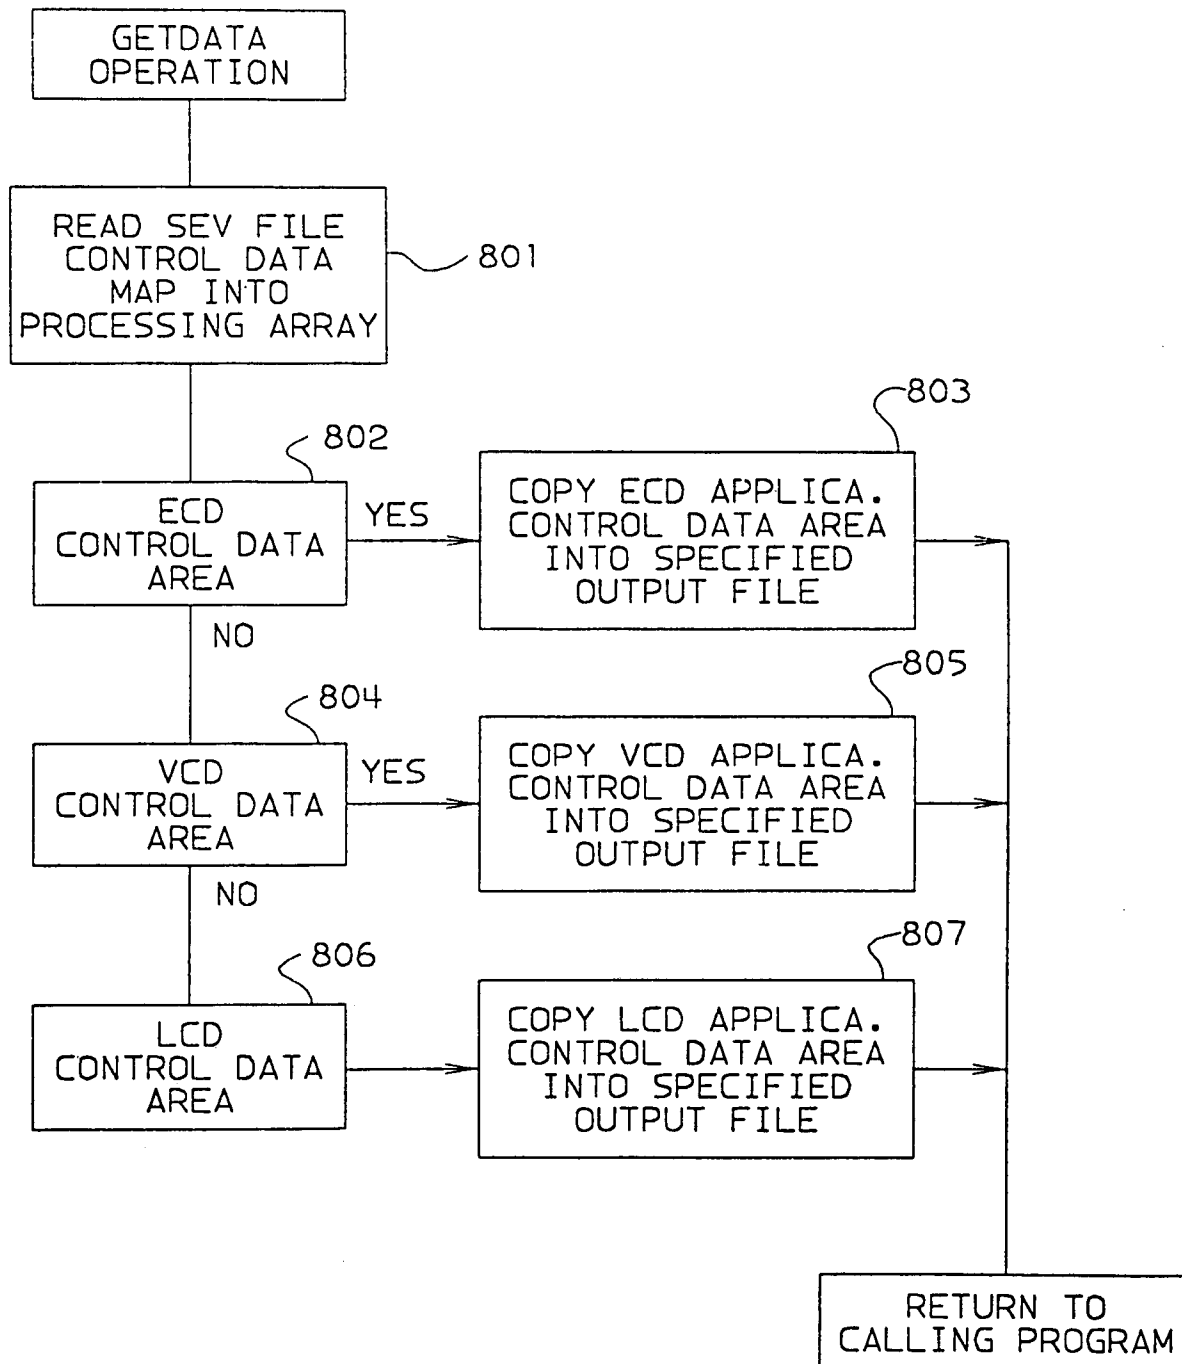 GETDATA
OPERATION
READ SEV FILE
CONTROL DATA
MAP INTO
PROCESSING ARRAY
801
802
ECD
CONTROL DATA
AREA
YES
NO
803
COPY ECD APPLICA.
CONTROL DATA AREA
INTO SPECIFIED
OUTPUT FILE
804
VCD
CONTROL DATA
AREA
YES
NO
805
COPY VCD APPLICA.
CONTROL DATA AREA
INTO SPECIFIED
OUTPUT FILE
806
LCD
CONTROL DATA
AREA
807
COPY LCD APPLICA.
CONTROL DATA AREA
INTO SPECIFIED
OUTPUT FILE
RETURN TO
CALLING PROGRAM